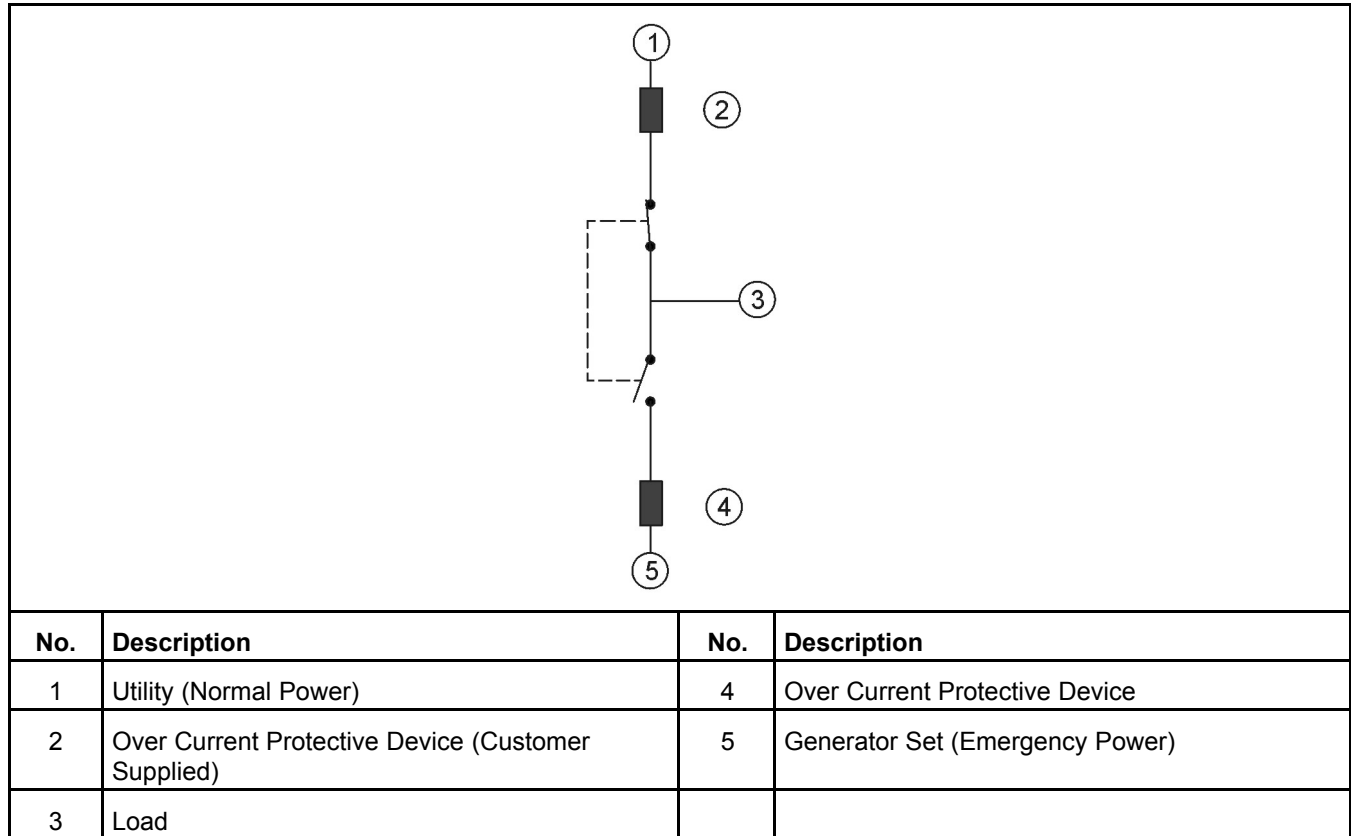 1
2
3
4
5
No. Description No. Description
1 Utility (Normal Power) 4 Over Current Protective Device
2 Over Current Protective Device (Customer
Supplied) 5 Generator Set (Emergency Power)
3 Load